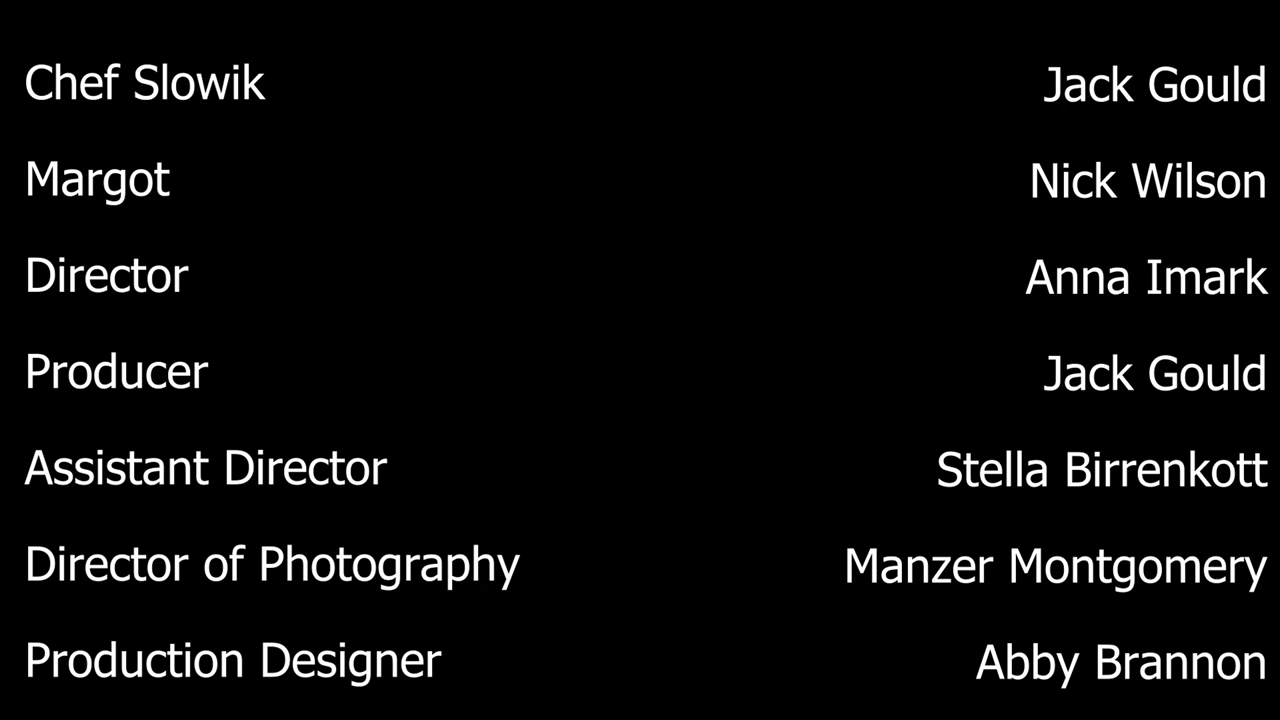 Chef Slowik Jack Gould
Margot Nick Wilson
Director Anna Imark
Producer Jack Gould
Assistant Director Stella Birrenkott
Director of Photography Manzer Montgomery
Production Designer Abby Brannon